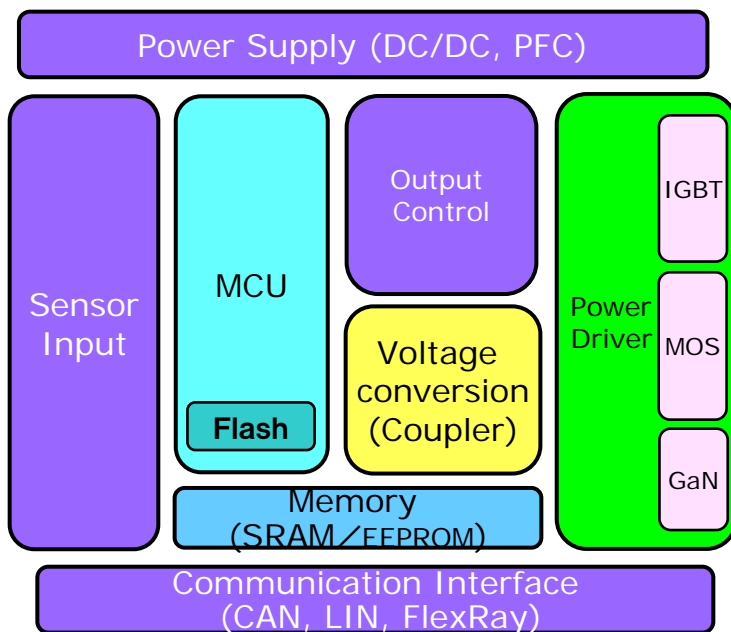 Power Supply (DC/DC, PFC)
Sensor
Input
MCU
Flash
Output
Control
Voltage
conversion
(Coupler)
Power
Driver
IGBT
MOS
GaN
Memory
(SRAM／EEPROM)
Communication Interface
(CAN, LIN, FlexRay)